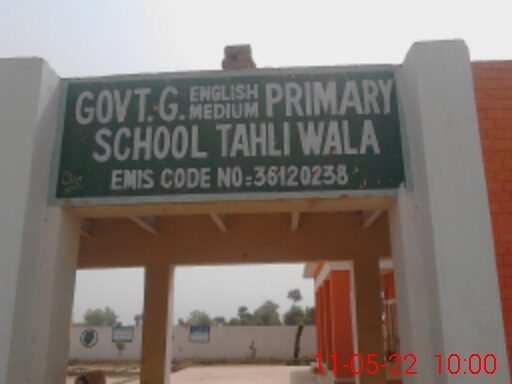 GOVT. G. ENGLISH MEDIUM PRIMARY
SCHOOL TAHLI WALA
EMIS CODE NO=36120238
11-05-22 10:00